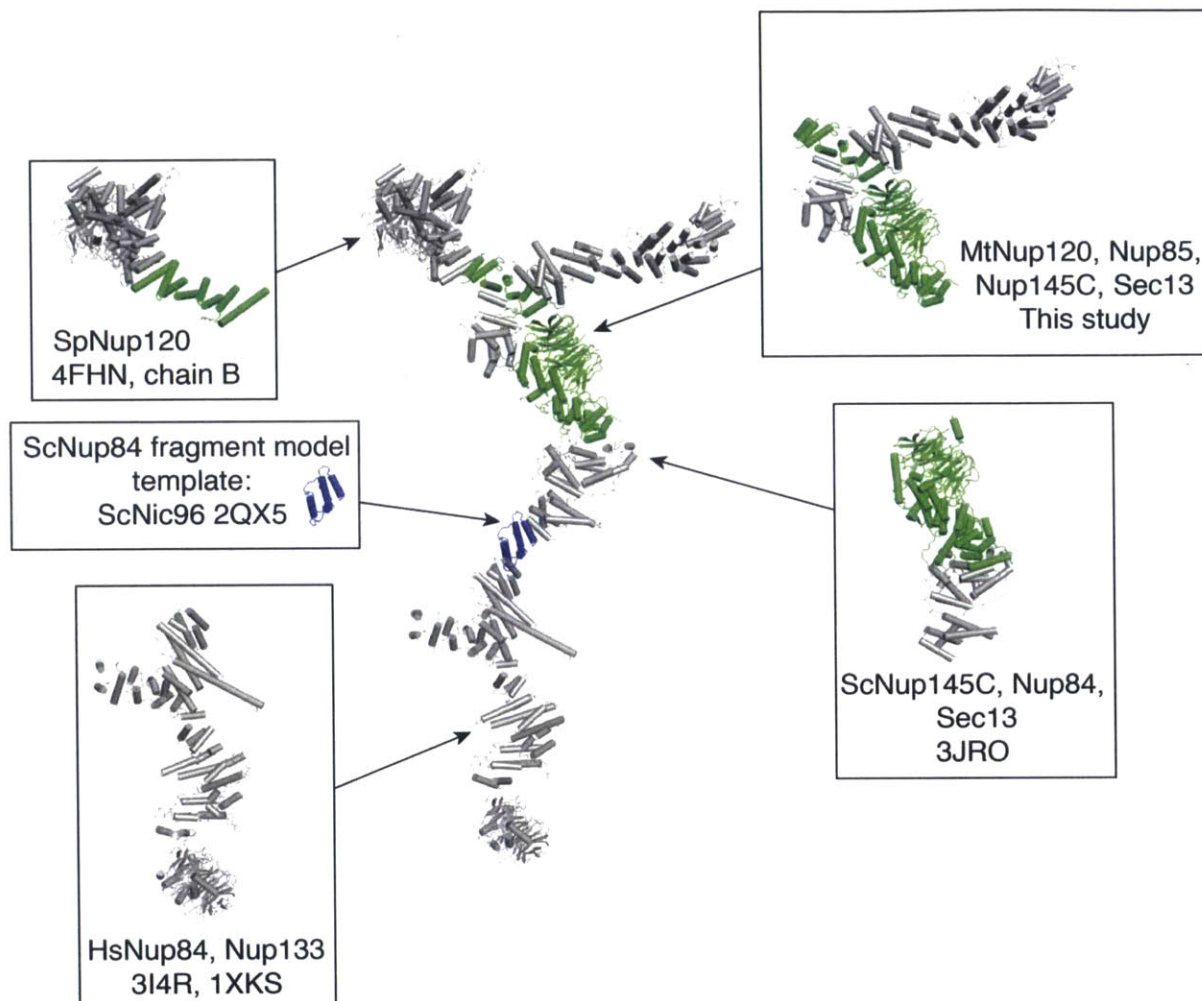 MtNup120, Nup85,
Nup145C, Sec13
This study
SpNup120
4FHN, chain B
ScNup84 fragment model
template:
ScNic96 2QX5
ScNup145C, Nup84,
Sec13
3JRO
HsNup84, Nup133
3I4R, 1XKS